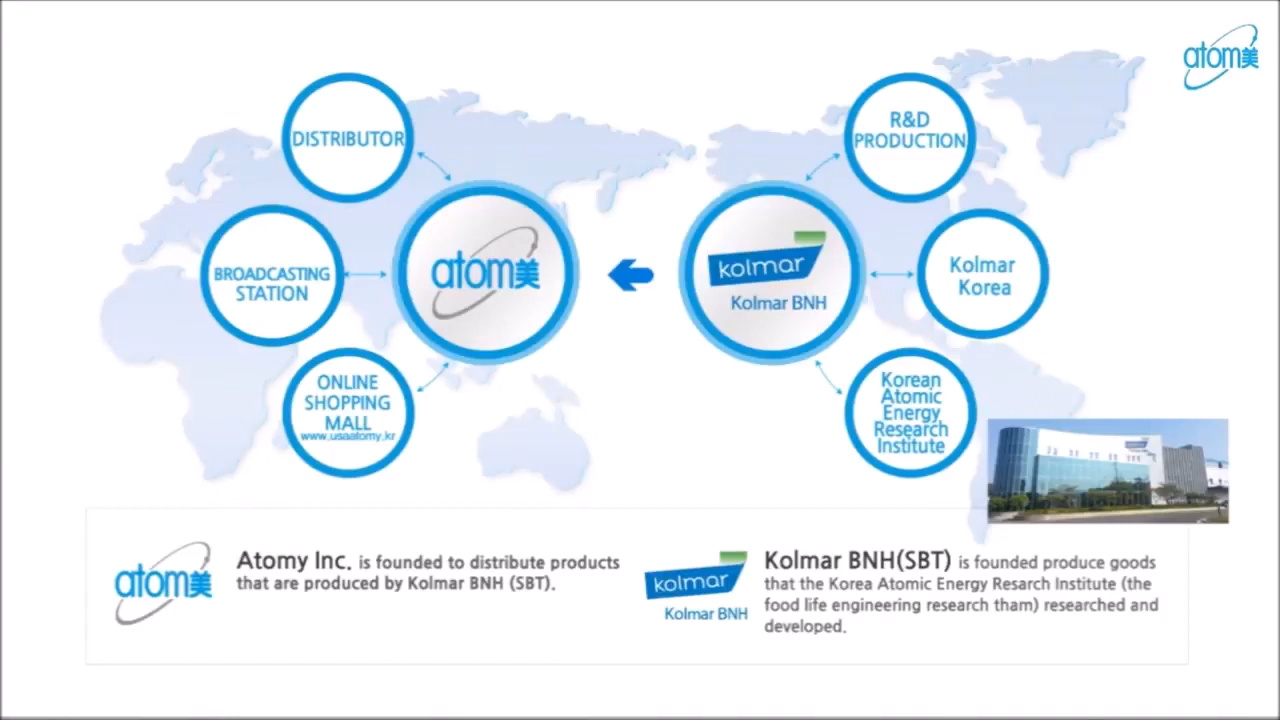 atom美
DISTRIBUTOR
R&D
PRODUCTION
BROADCASTING
STATION
atom美
kolmar
Kolmar BNH
Kolmar
Korea
ONLINE
SHOPPING
MALL
www.usaatomy.kr
Korean
Atomic
Energy
Research
Institute
atom美
Atomy Inc. is founded to distribute products
that are produced by Kolmar BNH (SBT).
kolmar
Kolmar BNH
Kolmar BNH(SBT) is founded produce goods
that the Korea Atomic Energy Resarch Institute (the
food life engineering research tham) researched and
developed.